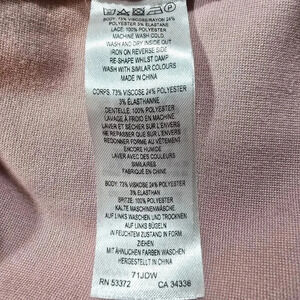 BODY: 73% VISCOSE/RAYON 24%
POLYESTER 3% ELASTANE
LACE: 100% POLYESTER
MACHINE WASH COLD
WASH AND DRY INSIDE OUT
IRON ON REVERSE SIDE
RE-SHAPE WHILST DAMP
WASH WITH SIMILAR COLOURS
MADE IN CHINA
CORPS: 73% VISCOSE 24% POLYESTER
3% ELASTHANNE
DENTELLE: 100% POLYESTER
LAVAGE À FROID EN MACHINE
LAVER ET SÉCHER SUR L'ENVERS
NE REPASSER QUE SUR L'ENVERS
REDONNER FORME AU VÊTEMENT
ENCORE HUMIDE
LAVER AVEC DES COULEURS
SIMILAIRES
FABRIQUÉ EN CHINE
BODY: 73% VISKOSE 24% POLYESTER
3% ELASTAN
SPITZE: 100% POLYESTER
KALTE MASCHINENWÄSCHE
AUF LINKS WASCHEN UND TROCKNEN
AUF LINKS BÜGELN
IN FEUCHTEM ZUSTAND IN FORM
ZIEHEN
MIT ÄHNLICHEN FARBEN WASCHEN
HERGESTELLT IN CHINA
71JDW
RN 53372 CA 34336